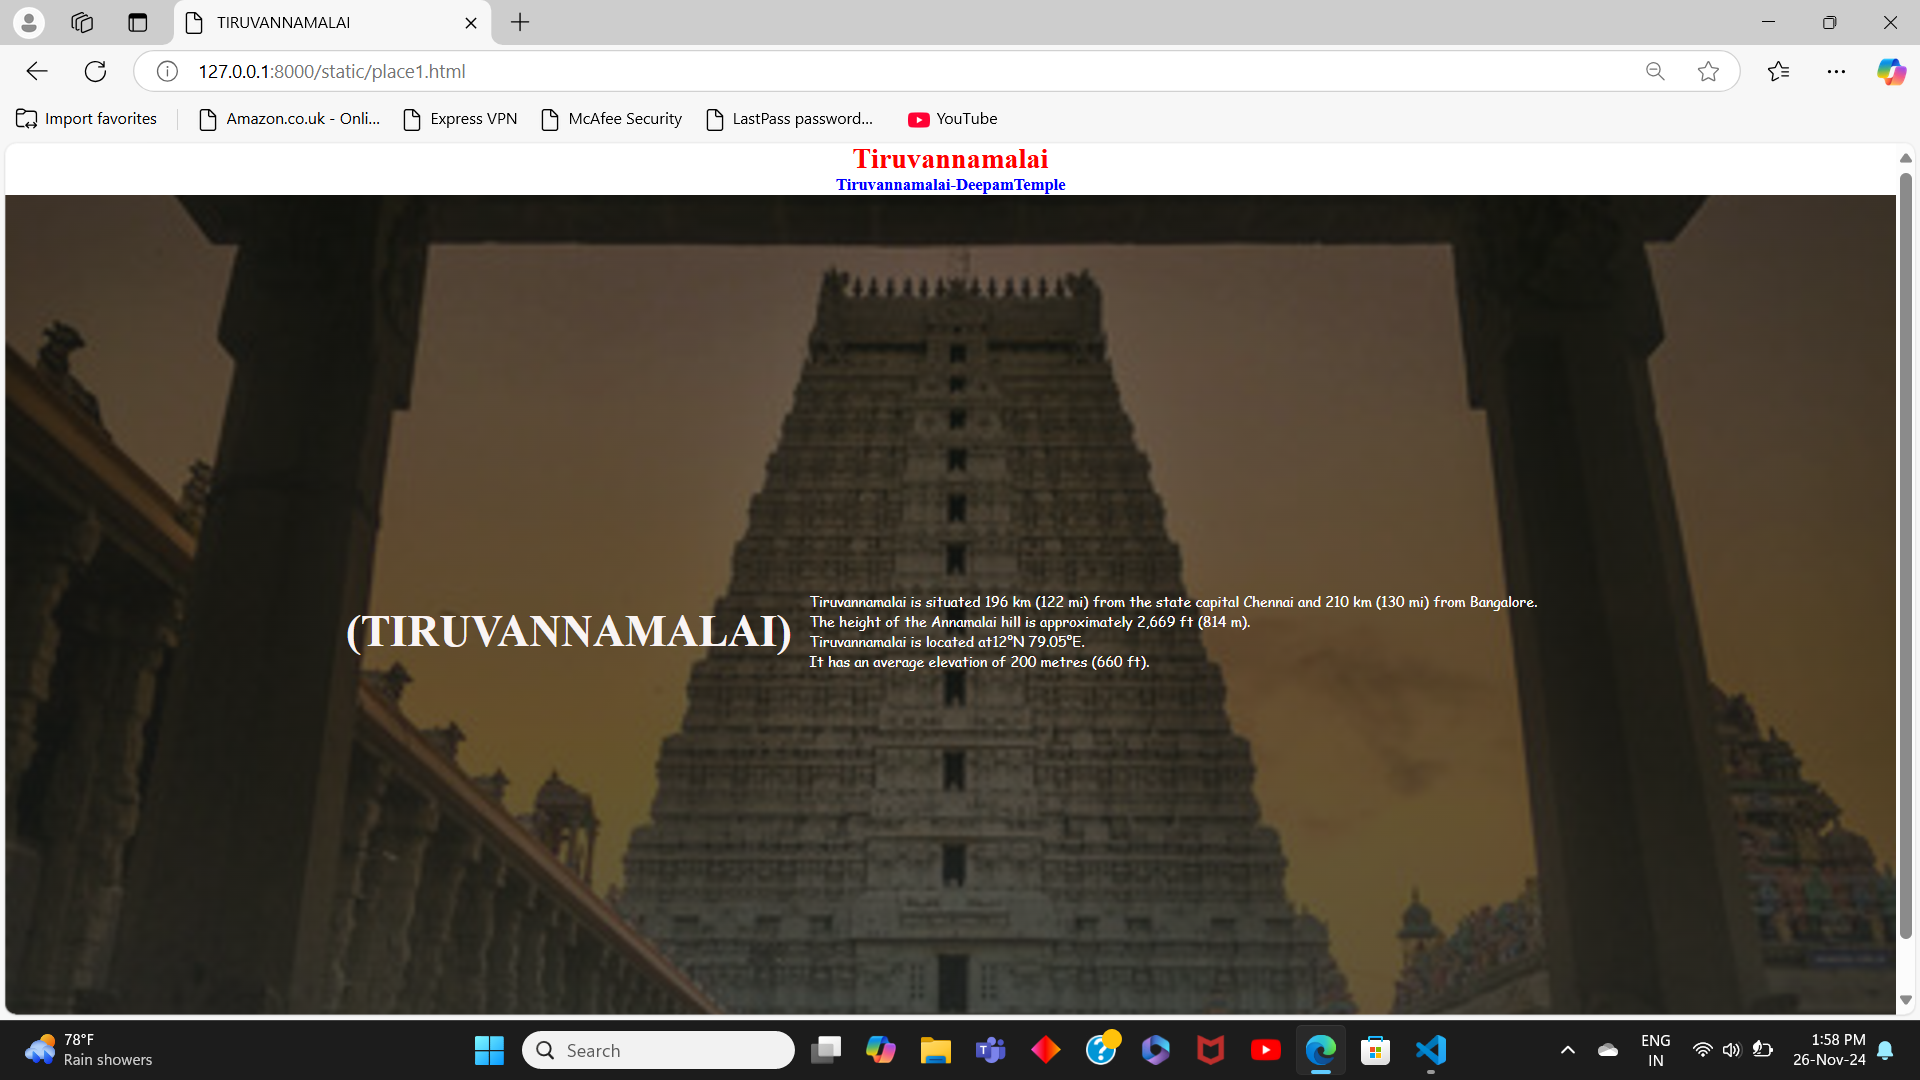 TIRUVANNAMALAI
127.0.0.1:8000/static/place1.html
Import favorites
Amazon.co.uk - Onli...
Express VPN
McAfee Security
LastPass password...
YouTube
Tiruvannamalai
Tiruvannamalai-DeepamTemple
(TIRUVANNAMALAI)
Tiruvannamalai is situated 196 km (122 mi) from the state capital Chennai and 210 km (130 mi) from Bangalore.
The height of the Annamalai hill is approximately 2,669 ft (814 m).
Tiruvannamalai is located at12°N 79.05°E.
It has an average elevation of 200 metres (660 ft).
78°F
Rain showers
Search
ENG
IN
1:58 PM
26-Nov-24